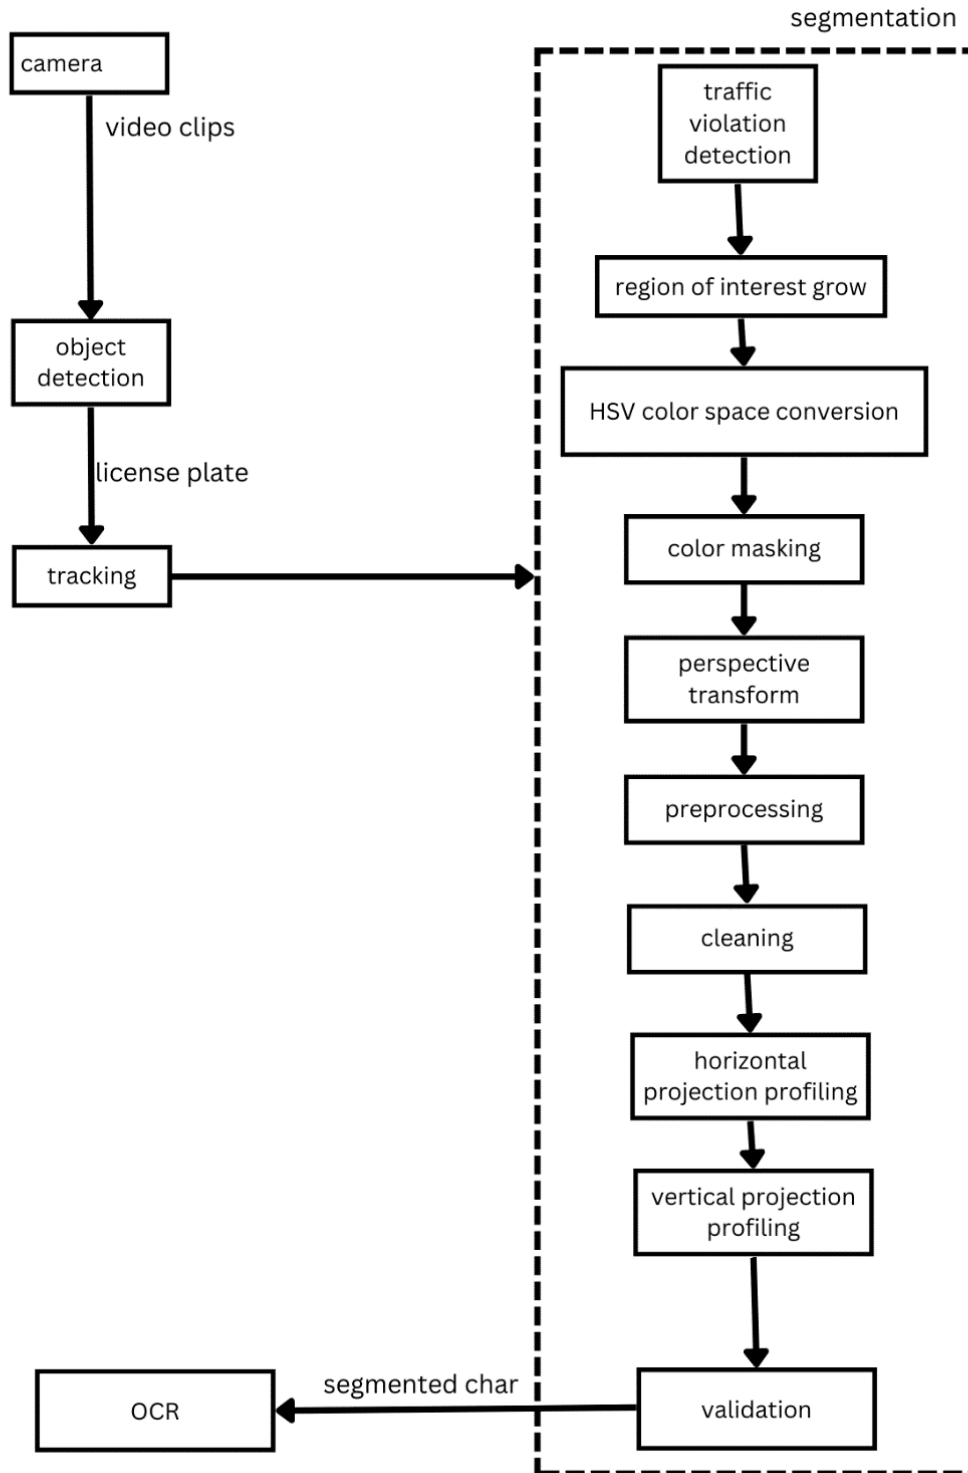 segmentation
camera
video clips
object
detection
license plate
tracking
traffic
violation
detection
region of interest grow
HSV color space conversion
color masking
perspective
transform
preprocessing
cleaning
horizontal
projection profiling
vertical projection
profiling
validation
segmented char
OCR